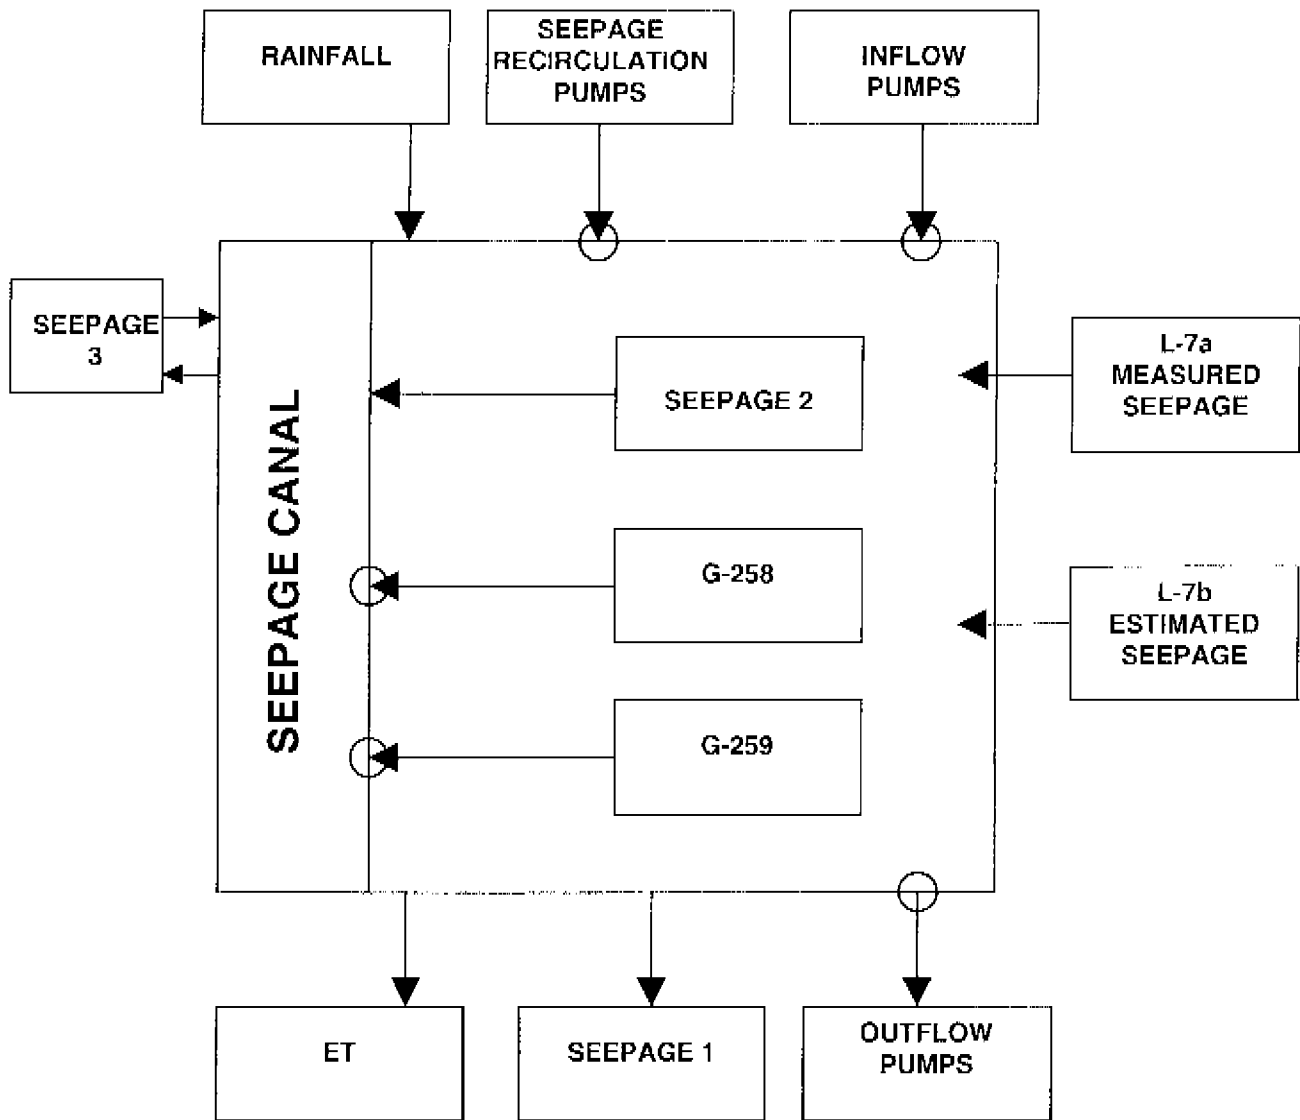 RAINFALL
SEEPAGE
RECIRCULATION
PUMPS
INFLOW
PUMPS
SEEPAGE
3
SEEPAGE CANAL
SEEPAGE 2
L-7a
MEASURED
SEEPAGE
G-258
L-7b
ESTIMATED
SEEPAGE
G-259
ET
SEEPAGE 1
OUTFLOW
PUMPS